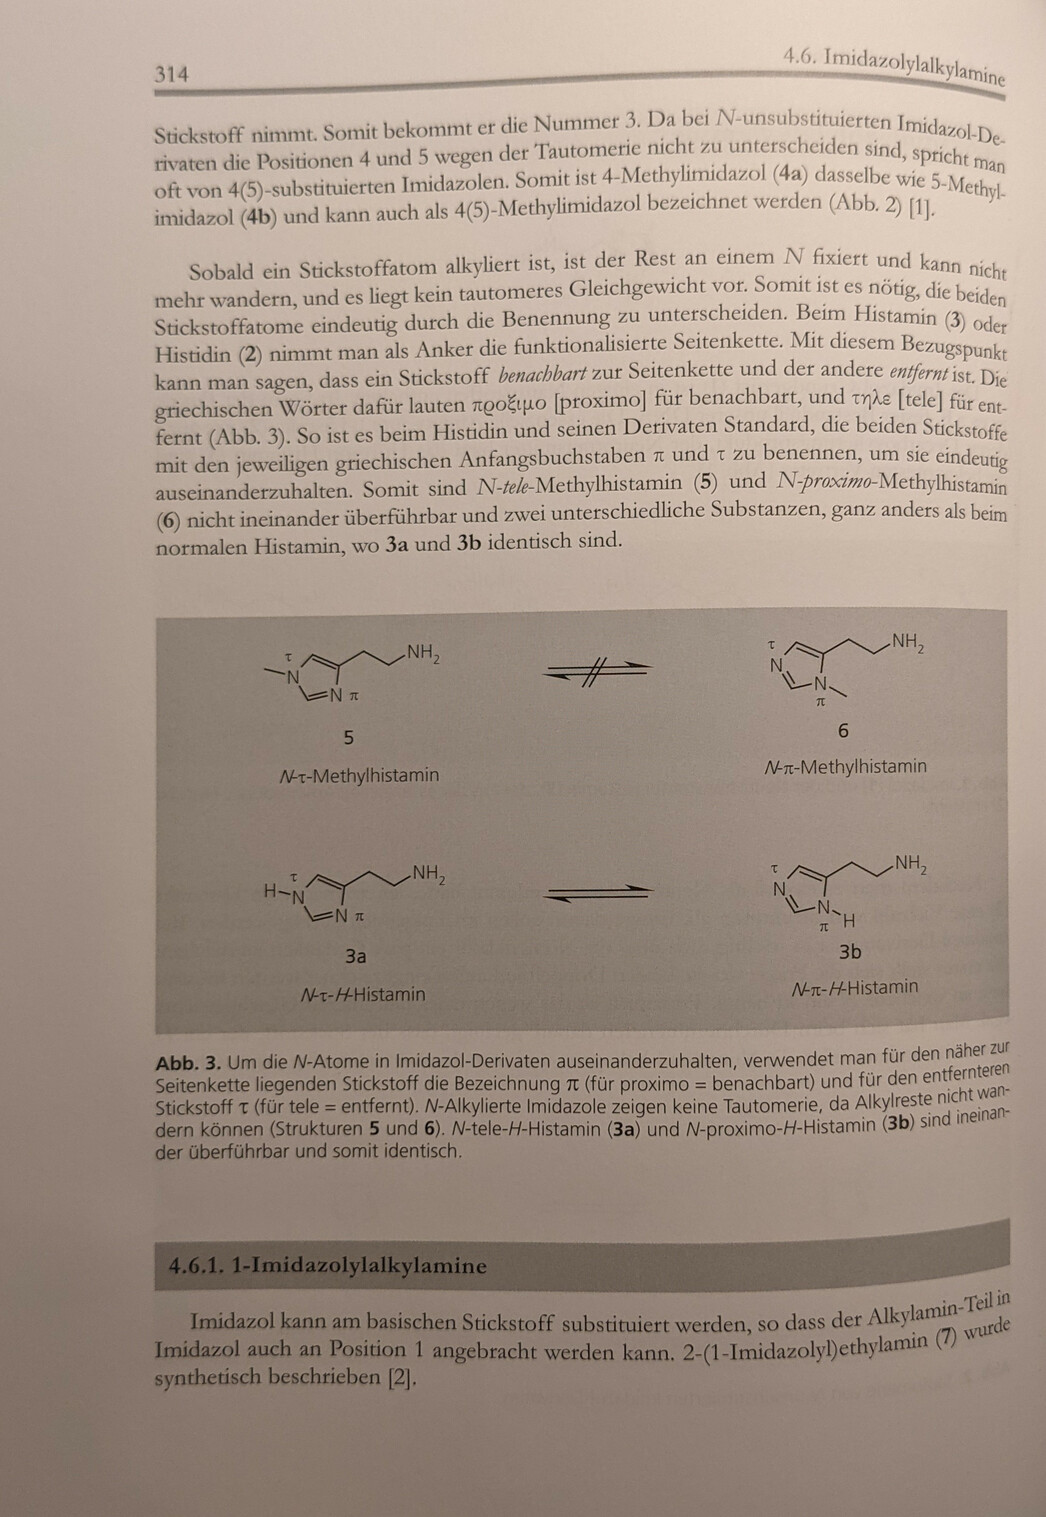 314
4.6. Imidazolylalkylamine
Stickstoff nimmt. Somit bekommt er die Nummer 3. Da bei N-unsubstituierten Imidazol-De-
rivaten die Positionen 4 und 5 wegen der Tautomerie nicht zu unterscheiden sind, spricht man
oft von 4(5)-substituierten Imidazolen. Somit ist 4-Methylimidazol (4a) dasselbe wie 5-Methyl-
imidazol (4b) und kann auch als 4(5)-Methylimidazol bezeichnet werden (Abb. 2) [1].
Sobald ein Stickstoffatom alkyliert ist, ist der Rest an einem N fixiert und kann nicht
mehr wandern, und es liegt kein tautomeres Gleichgewicht vor. Somit ist es nötig, die beiden
Stickstoffatome eindeutig durch die Benennung zu unterscheiden. Beim Histamin (3) oder
Histidin (2) nimmt man als Anker die funktionalisierte Seitenkette. Mit diesem Bezugspunkt
kann man sagen, dass ein Stickstoff benachbart zur Seitenkette und der andere entfernt ist. Die
griechischen Wörter dafür lauten προξιμο [proximo] für benachbart, und τηλε [tele] für ent-
fernt (Abb. 3). So ist es beim Histidin und seinen Derivaten Standard, die beiden Stickstoffe
mit den jeweiligen griechischen Anfangsbuchstaben π und τ zu benennen, um sie eindeutig
auseinanderzuhalten. Somit sind N-tele-Methylhistamin (5) und N-proximo-Methylhistamin
(6) nicht ineinander überführbar und zwei unterschiedliche Substanzen, ganz anders als beim
normalen Histamin, wo 3a und 3b identisch sind.
τ
N
N π
NH2
5
N-τ-Methylhistamin
τ
N
N
π
NH2
6
N-π-Methylhistamin
τ
H-N
N π
NH2
3a
N-τ-H-Histamin
τ
N
N
π H
NH2
3b
N-π-H-Histamin
Abb. 3. Um die N-Atome in Imidazol-Derivaten auseinanderzuhalten, verwendet man für den näher zur
Seitenkette liegenden Stickstoff die Bezeichnung π (für proximo = benachbart) und für den entfernteren
Stickstoff τ (für tele = entfernt). N-Alkylierte Imidazole zeigen keine Tautomerie, da Alkylreste nicht wan-
dern können (Strukturen 5 und 6). N-tele-H-Histamin (3a) und N-proximo-H-Histamin (3b) sind ineinan-
der überführbar und somit identisch.
4.6.1. 1-Imidazolylalkylamine
Imidazol kann am basischen Stickstoff substituiert werden, so dass der Alkylamin-Teil in
Imidazol auch an Position 1 angebracht werden kann. 2-(1-Imidazolyl)ethylamin (7) wurde
synthetisch beschrieben [2].